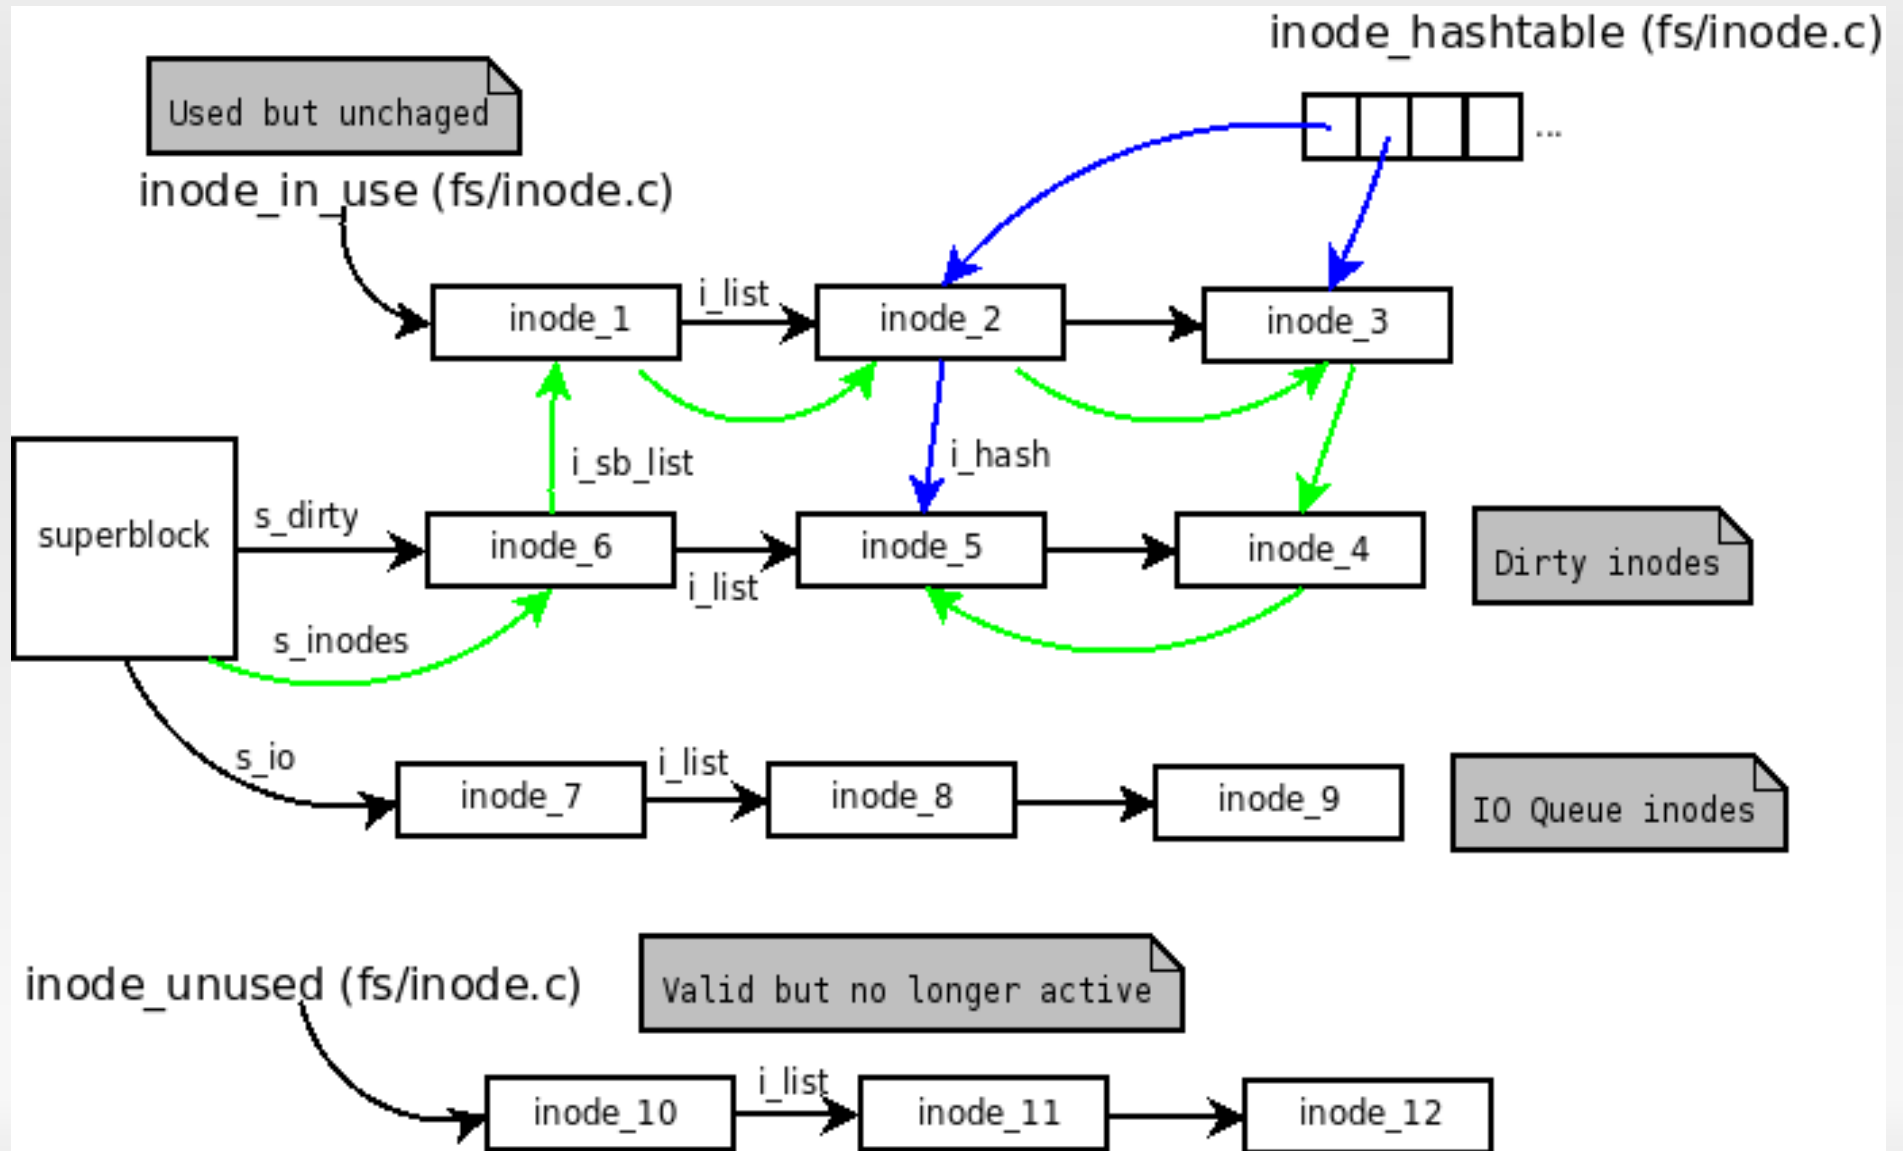 inode_hashtable (fs/inode.c)
Used but unchaged
...
inode_in_use (fs/inode.c)
i_list
inode_1
inode_2
inode_3
i_sb_list
i_hash
superblock
s_dirty
inode_6
inode_5
inode_4
Dirty inodes
i_list
s_inodes
s_io
i_list
inode_7
inode_8
inode_9
IO Queue inodes
inode_unused (fs/inode.c)
Valid but no longer active
i_list
inode_10
inode_11
inode_12